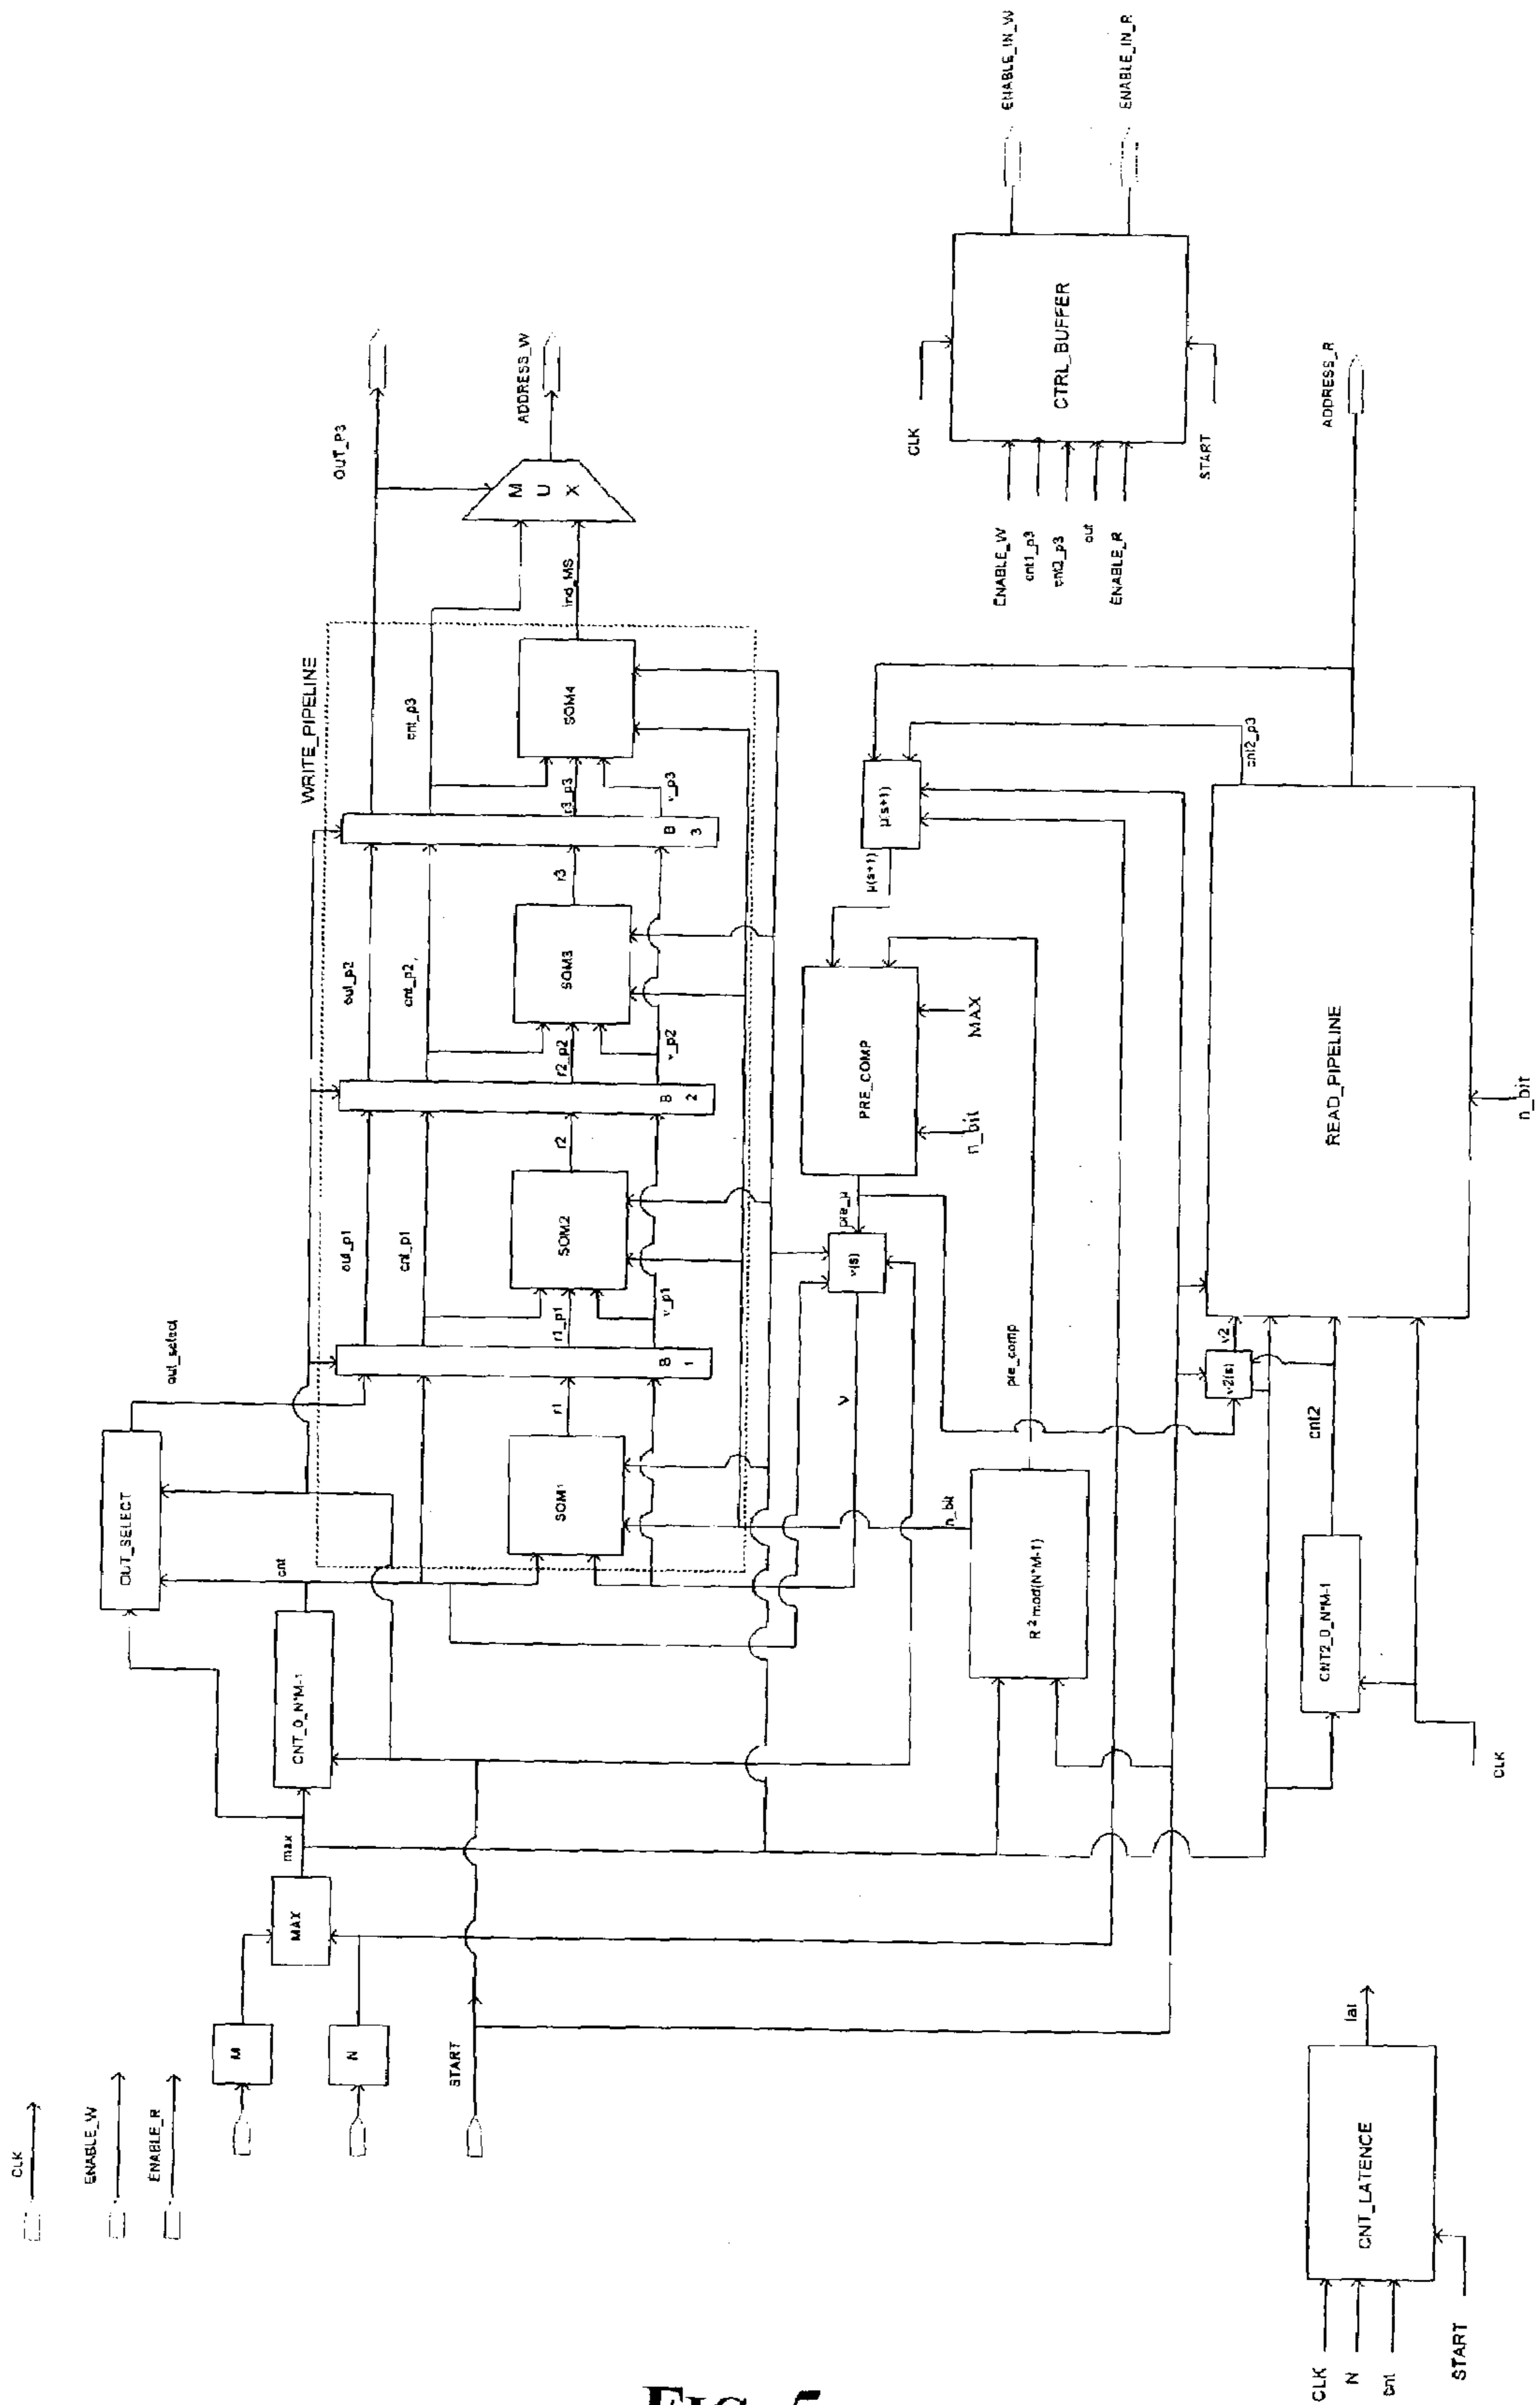 CLK
ENABLE_W
ENABLE_R
M
N
START
MAX
max
CNT_0_N*M-1
cnt
OUT_SELECT
out_select
WRITE_PIPELINE
SOM1
r1
B
1
out_p1
cnt_p1
r1_p1
v_p1
SOM2
r2
B
2
out_p2
cnt_p2
r2_p2
v_p2
SOM3
r3
B
3
cnt_p3
r3_p3
v_p3
SOM4
ind_MS
M
U
X
OUT_P3
ADDRESS_W
n_bit
R² mod(N*M-1)
pre_comp
v
v(s)
pre_µ
PRE_COMP
n_bit
MAX
µ(s+1)
µ(s+1)
cnt2_p3
CNT2_0_N*M-1
cnt2
v2(s)
v2
CLK
READ_PIPELINE
n_bit
ADDRESS_R
ENABLE_W
cnt1_p3
cnt2_p3
out
ENABLE_R
CLK
START
CTRL_BUFFER
ENABLE_IN_W
ENABLE_IN_R
CLK
N
cnt
START
CNT_LATENCE
lat
FIG. 5